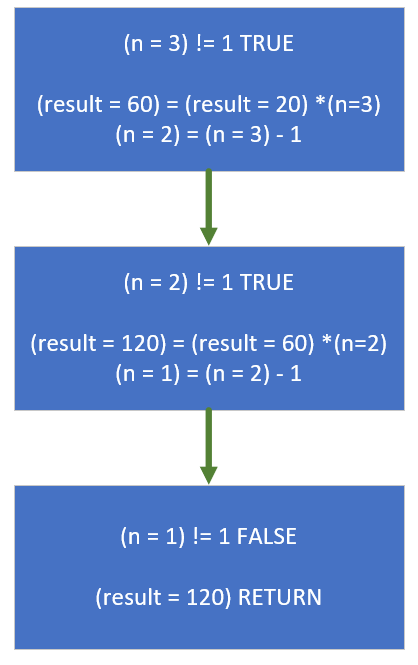 (n = 3) != 1 TRUE
(result = 60) = (result = 20) *(n=3)
(n = 2) = (n = 3) - 1
(n = 2) != 1 TRUE
(result = 120) = (result = 60) *(n=2)
(n = 1) = (n = 2) - 1
(n = 1) != 1 FALSE
(result = 120) RETURN